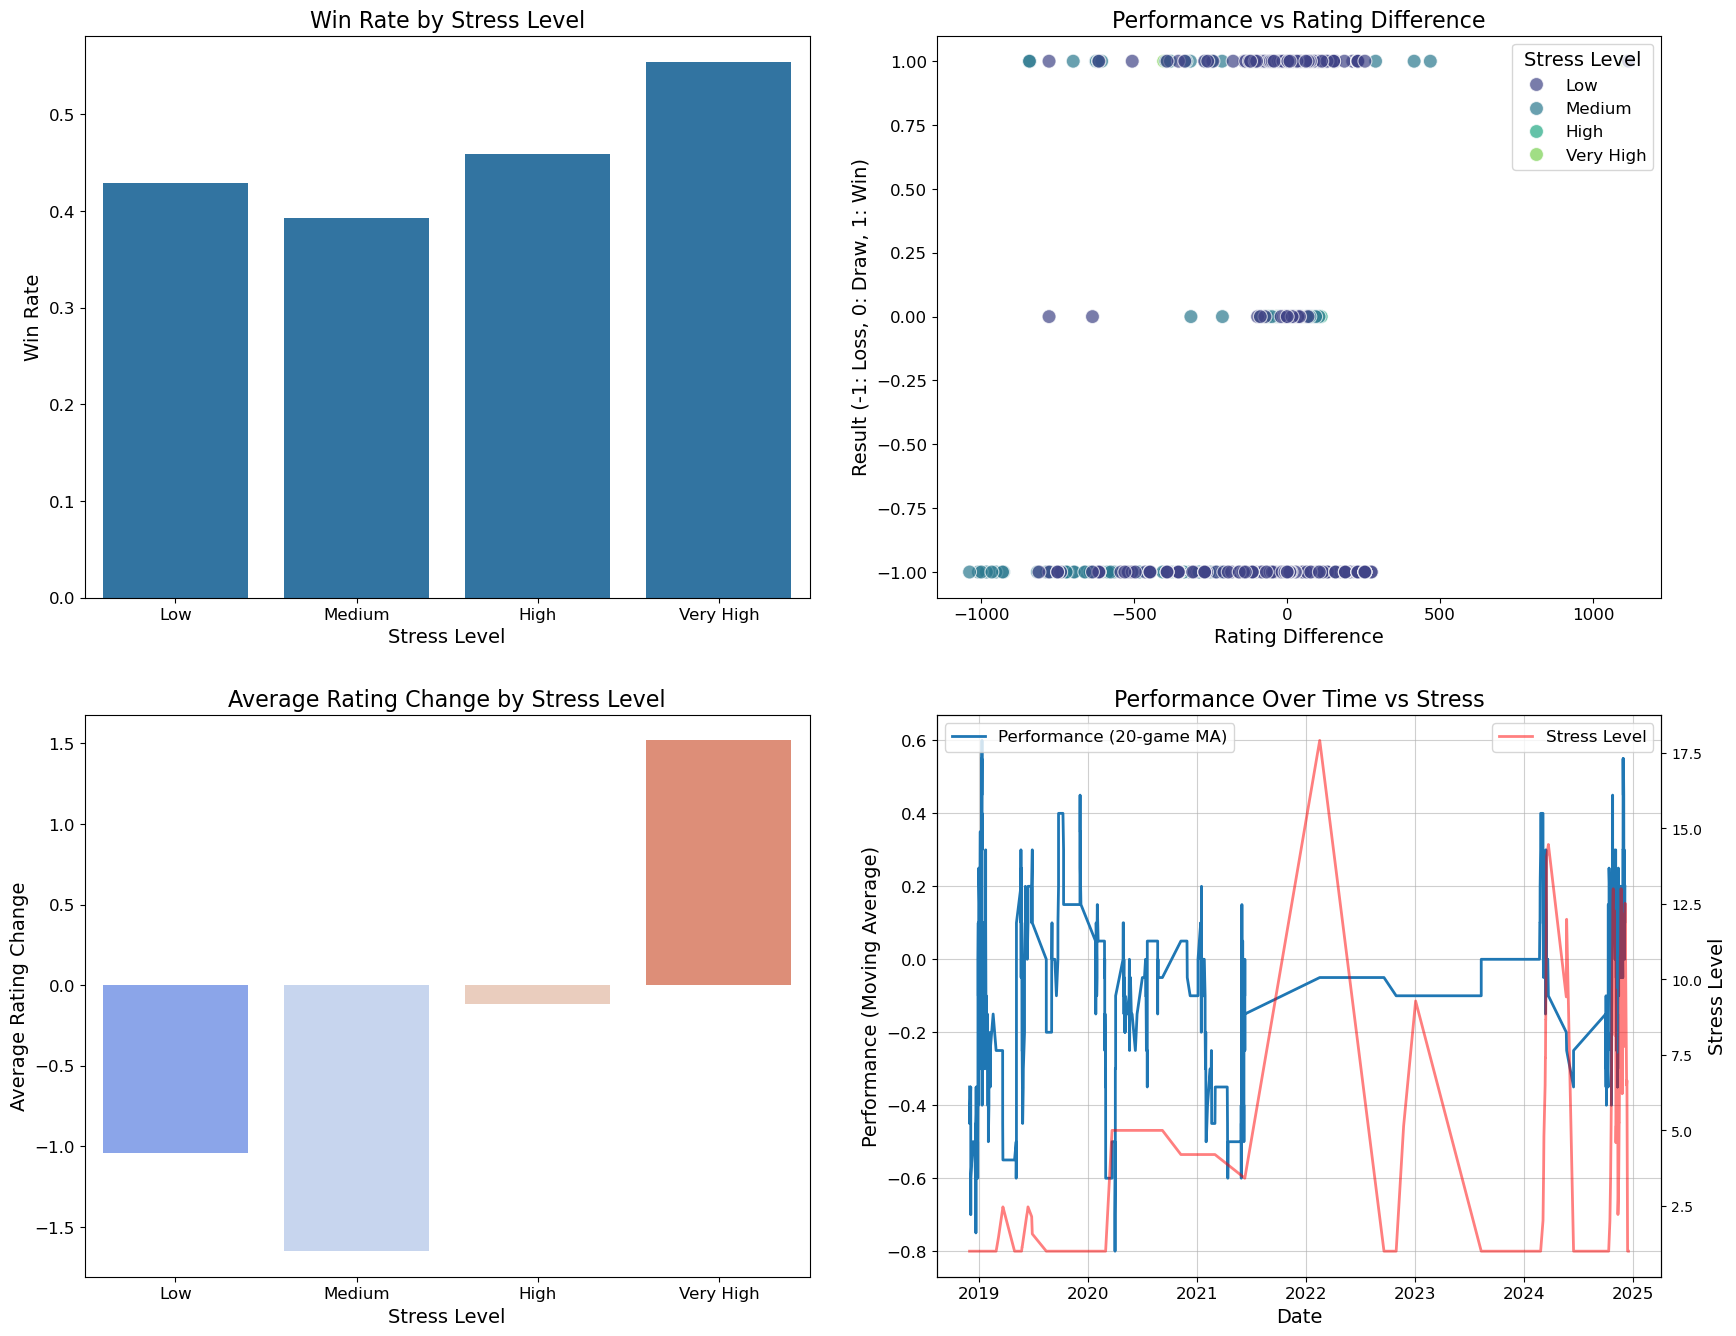 Win Rate by Stress Level
0.5
0.4
0.3
0.2
0.1
0.0
Win Rate
Low Medium High Very High
Stress Level
Performance vs Rating Difference
1.00
0.75
0.50
0.25
0.00
−0.25
−0.50
−0.75
−1.00
Result (-1: Loss, 0: Draw, 1: Win)
Stress Level
Low
Medium
High
Very High
−1000 −500 0 500 1000
Rating Difference
Average Rating Change by Stress Level
1.5
1.0
0.5
0.0
−0.5
−1.0
−1.5
Average Rating Change
Low Medium High Very High
Stress Level
Performance Over Time vs Stress
Performance (20-game MA)
Stress Level
0.6
0.4
0.2
0.0
−0.2
−0.4
−0.6
−0.8
Performance (Moving Average)
17.5
15.0
12.5
10.0
7.5
5.0
2.5
Stress Level
2019 2020 2021 2022 2023 2024 2025
Date